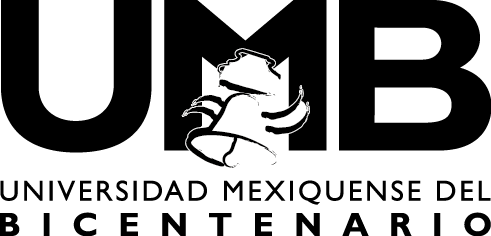 UMB
UNIVERSIDAD MEXIQUENSE DEL
BICENTENARIO